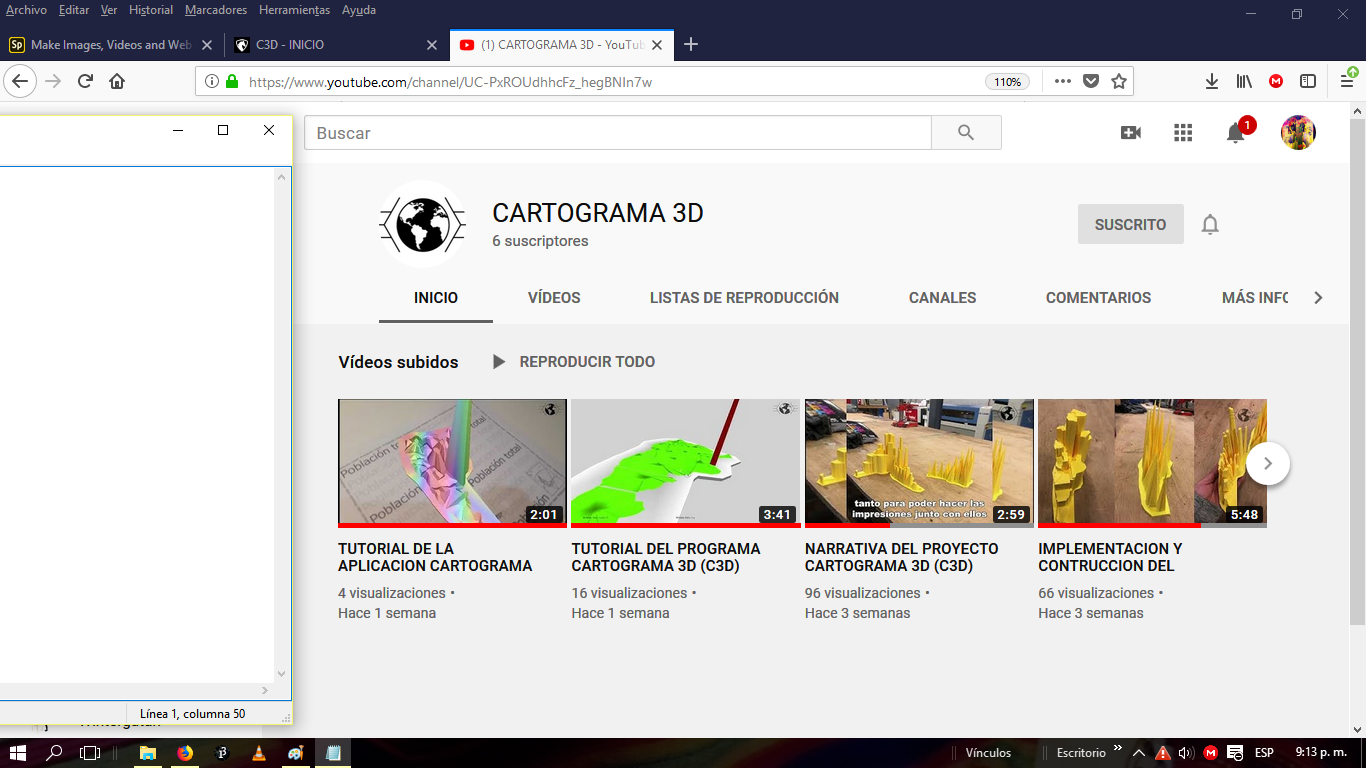 Archivo Editar Ver Historial Marcadores Herramientas Ayuda
Sp Make Images, Videos and Web
C3D - INICIO
(1) CARTOGRAMA 3D - YouTub
https://www.youtube.com/channel/UC-PxROUdhhcFz_hegBNIn7w
110%
Buscar
1
CARTOGRAMA 3D
6 suscriptores
SUSCRITO
INICIO VÍDEOS LISTAS DE REPRODUCCIÓN CANALES COMENTARIOS MÁS INFO
Vídeos subidos REPRODUCIR TODO
Población total
Población total
Población
Población
2:01
3:41
tanto para poder hacer las
impresiones junto con ellos
2:59
5:48
TUTORIAL DE LA
APLICACION CARTOGRAMA
4 visualizaciones •
Hace 1 semana
TUTORIAL DEL PROGRAMA
CARTOGRAMA 3D (C3D)
16 visualizaciones •
Hace 1 semana
NARRATIVA DEL PROYECTO
CARTOGRAMA 3D (C3D)
96 visualizaciones •
Hace 3 semanas
IMPLEMENTACION Y
CONTRUCCION DEL
66 visualizaciones •
Hace 3 semanas
Línea 1, columna 50
Vínculos
Escritorio »
ESP
9:13 p. m.